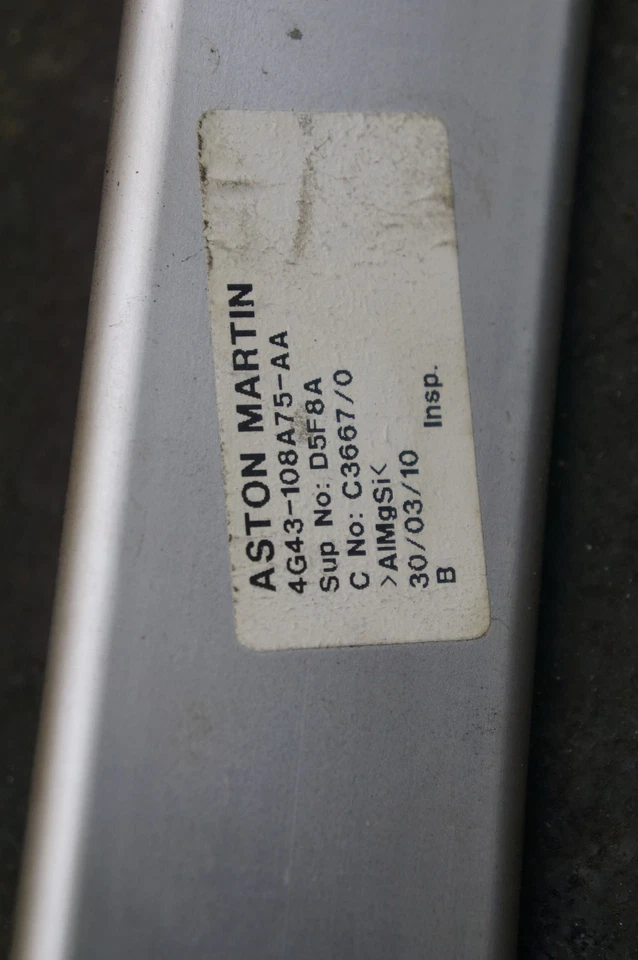 ASTON MARTIN
4G43-108A75-AA
Sup No: D5F8A
C No: C3667/0
>AlMgSi<
30/03/10 Insp.
B